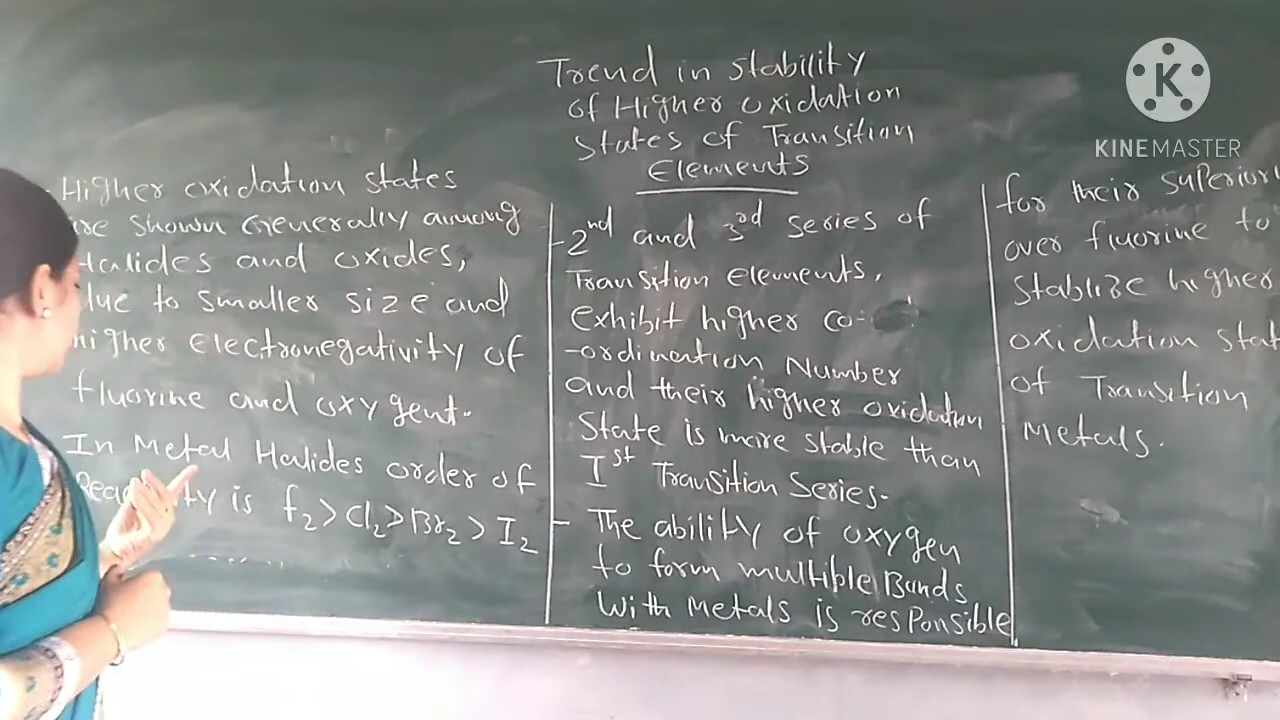 Trend in stability
of Higher oxidation
states of Transition
Elements
Higher oxidation states
are shown Generally among
Halides and oxides,
due to smaller size and
higher electronegativity of
fluorine and oxygent.
In Metal Halides order of
is f2>Cl2>Br2>I2
- 2nd and 3rd series of
Transition elements,
exhibit higher co-
-ordination Number
and their higher oxidation
State is more stable than
Ist Transition Series.
- The ability of oxygen
to form multible Bonds
With Metals is responsible
for their
over fluorine to
Stablize higher
oxidation
of Transition
Metals.
K
KINEMASTER